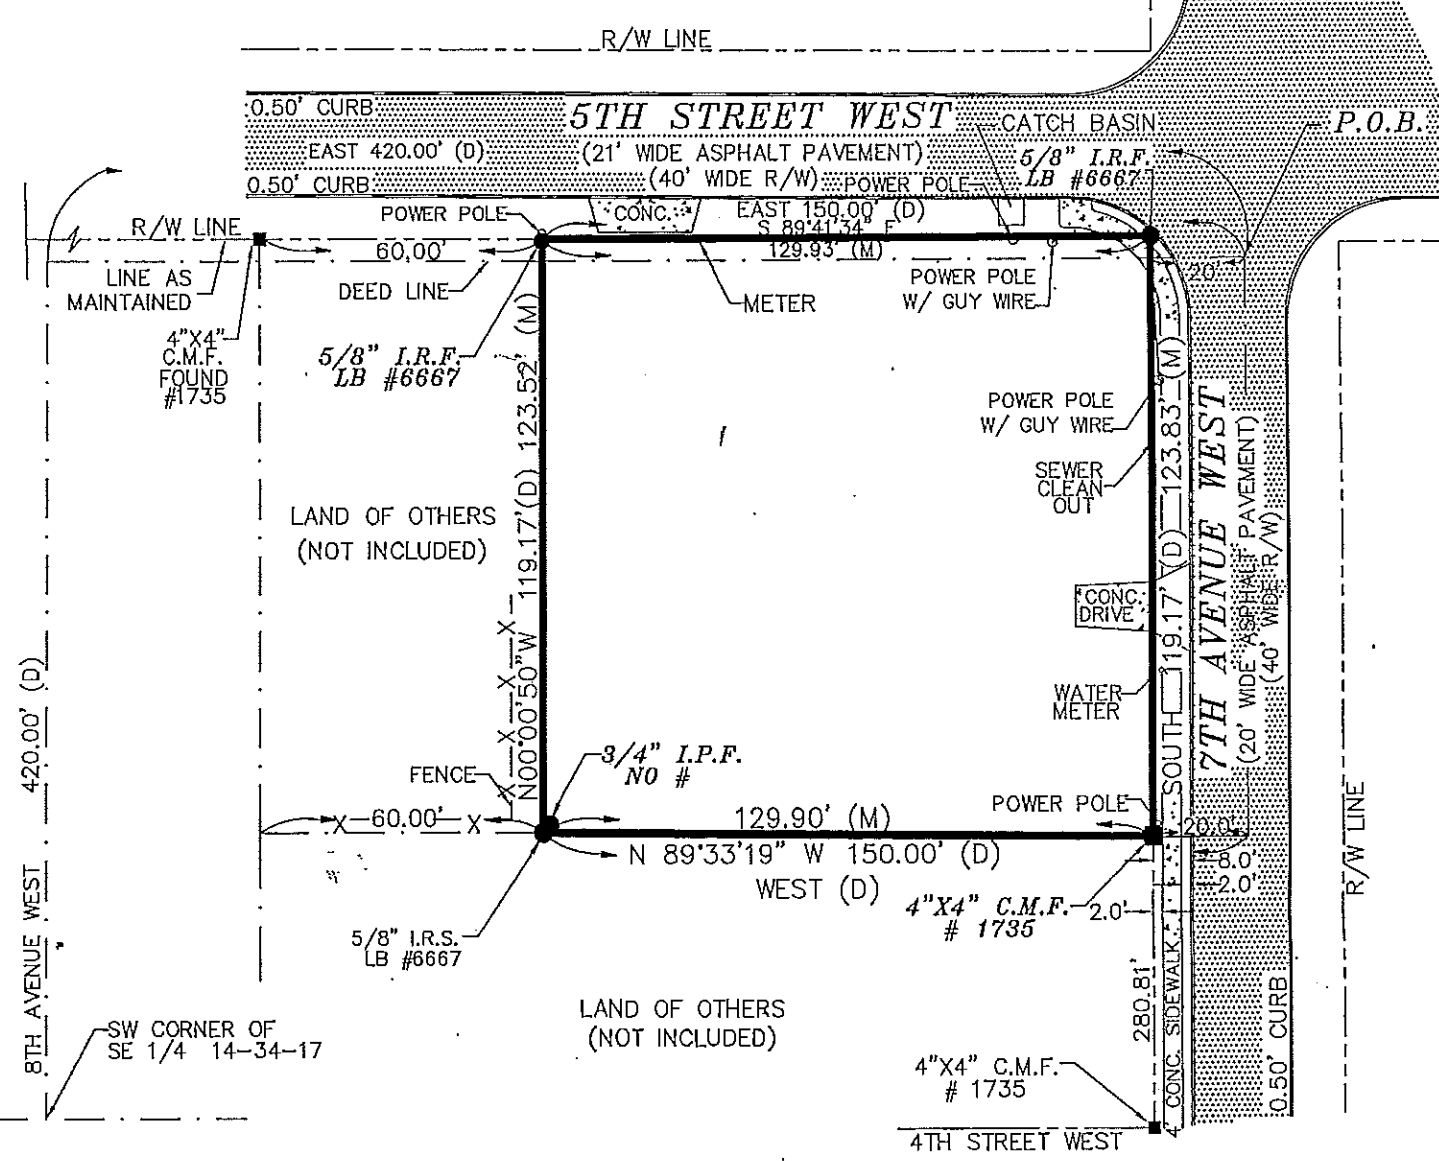 R/W LINE
0.50' CURB
5TH STREET WEST
CATCH BASIN
P.O.B.
EAST 420.00' (D)
(21' WIDE ASPHALT PAVEMENT)
5/8" I.R.F.
LB #6667
0.50' CURB
(40' WIDE R/W)
POWER POLE
R/W LINE
POWER POLE
CONC.
EAST 150.00' (D)
S 89°41'34" E
129.93' (M)
60.00'
LINE AS
MAINTAINED
DEED LINE
METER
POWER POLE
W/ GUY WIRE
20'
4"X4"
C.M.F.
FOUND
#1735
5/8" I.R.F.
LB #6667
N00°00'50"W 119.17'(D) 123.52' (M)
POWER POLE
W/ GUY WIRE
SEWER
CLEAN
OUT
SOUTH 119.17' (D) 123.83' (M)
7TH AVENUE WEST
(20' WIDE ASPHALT PAVEMENT)
(40' WIDE R/W)
LAND OF OTHERS
(NOT INCLUDED)
CONC.
DRIVE
WATER
METER
X
X
X
X
FENCE
3/4" I.P.F.
NO #
POWER POLE
X 60.00' X
129.90' (M)
20.0'
N 89°33'19" W 150.00' (D)
WEST (D)
8.0'
2.0'
4"X4" C.M.F.
# 1735
2.0'
5/8" I.R.S.
LB #6667
R/W LINE
8TH AVENUE WEST 420.00' (D)
LAND OF OTHERS
(NOT INCLUDED)
280.81'
4' CONC. SIDEWALK
0.50' CURB
SW CORNER OF
SE 1/4 14-34-17
4"X4" C.M.F.
# 1735
4TH STREET WEST